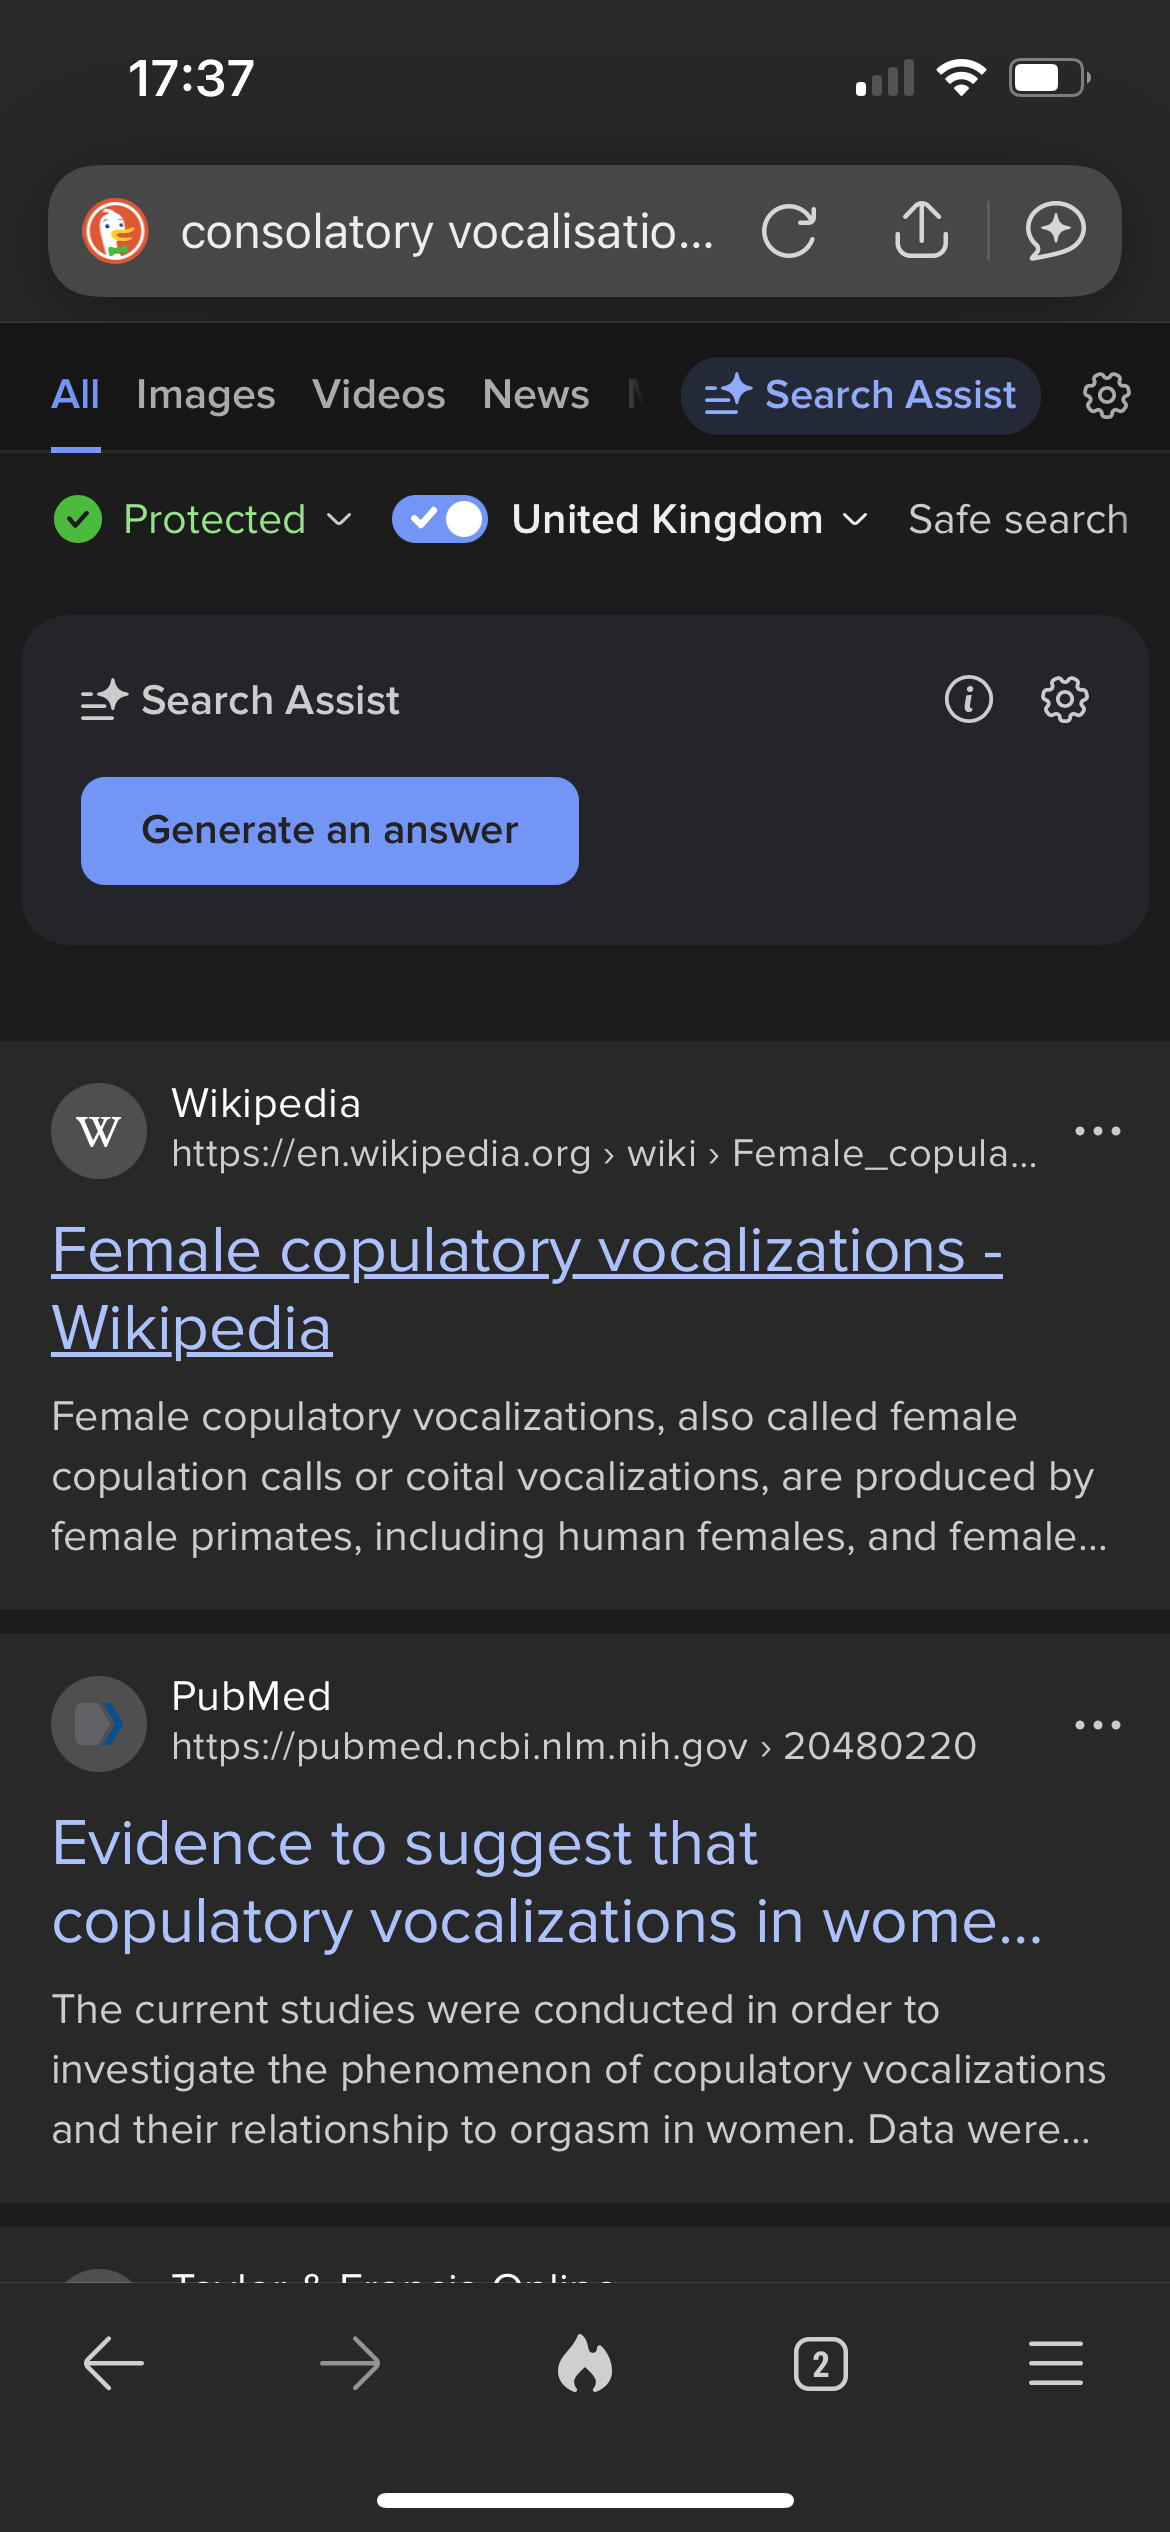 17:37
consolatory vocalisatio...
All Images Videos News Search Assist
Protected United Kingdom Safe search
Search Assist
Generate an answer
W Wikipedia
https://en.wikipedia.org › wiki › Female_copula...
Female copulatory vocalizations -
Wikipedia
Female copulatory vocalizations, also called female
copulation calls or coital vocalizations, are produced by
female primates, including human females, and female...
PubMed
https://pubmed.ncbi.nlm.nih.gov › 20480220
Evidence to suggest that
copulatory vocalizations in wome...
The current studies were conducted in order to
investigate the phenomenon of copulatory vocalizations
and their relationship to orgasm in women. Data were...
Taylor & Francis Online
2